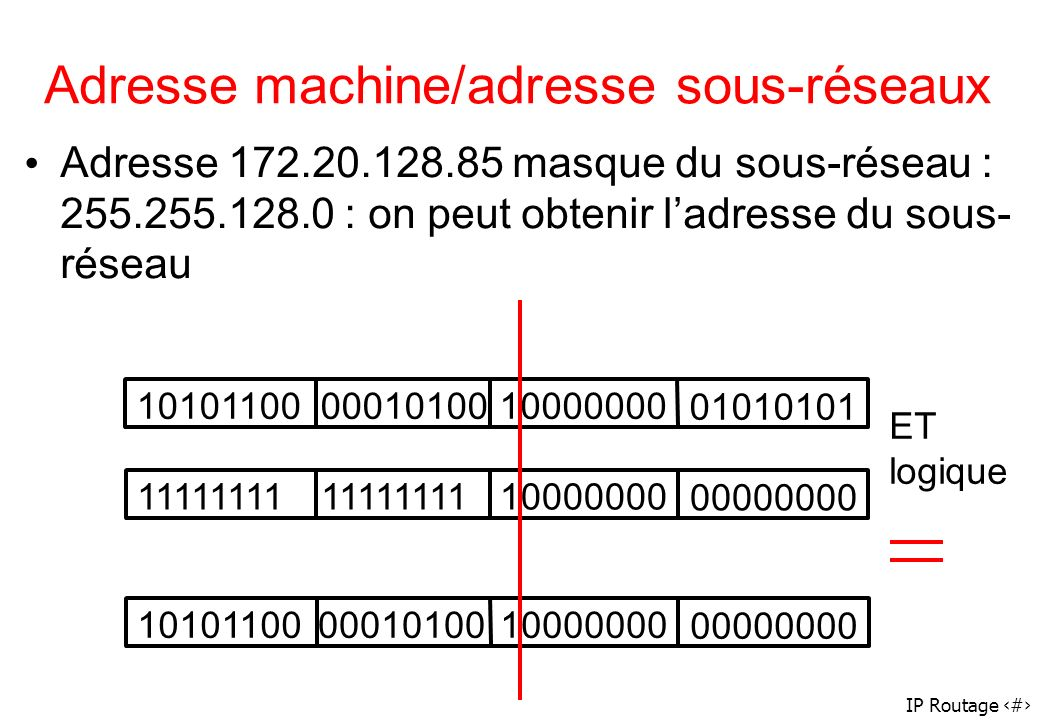 Adresse machine/adresse sous-réseaux
• Adresse 172.20.128.85 masque du sous-réseau :
255.255.128.0 : on peut obtenir l’adresse du sous-
réseau
10101100 00010100 10000000 01010101
ET
logique
11111111 11111111 10000000 00000000
10101100 00010100 10000000 00000000
IP Routage ‹#›